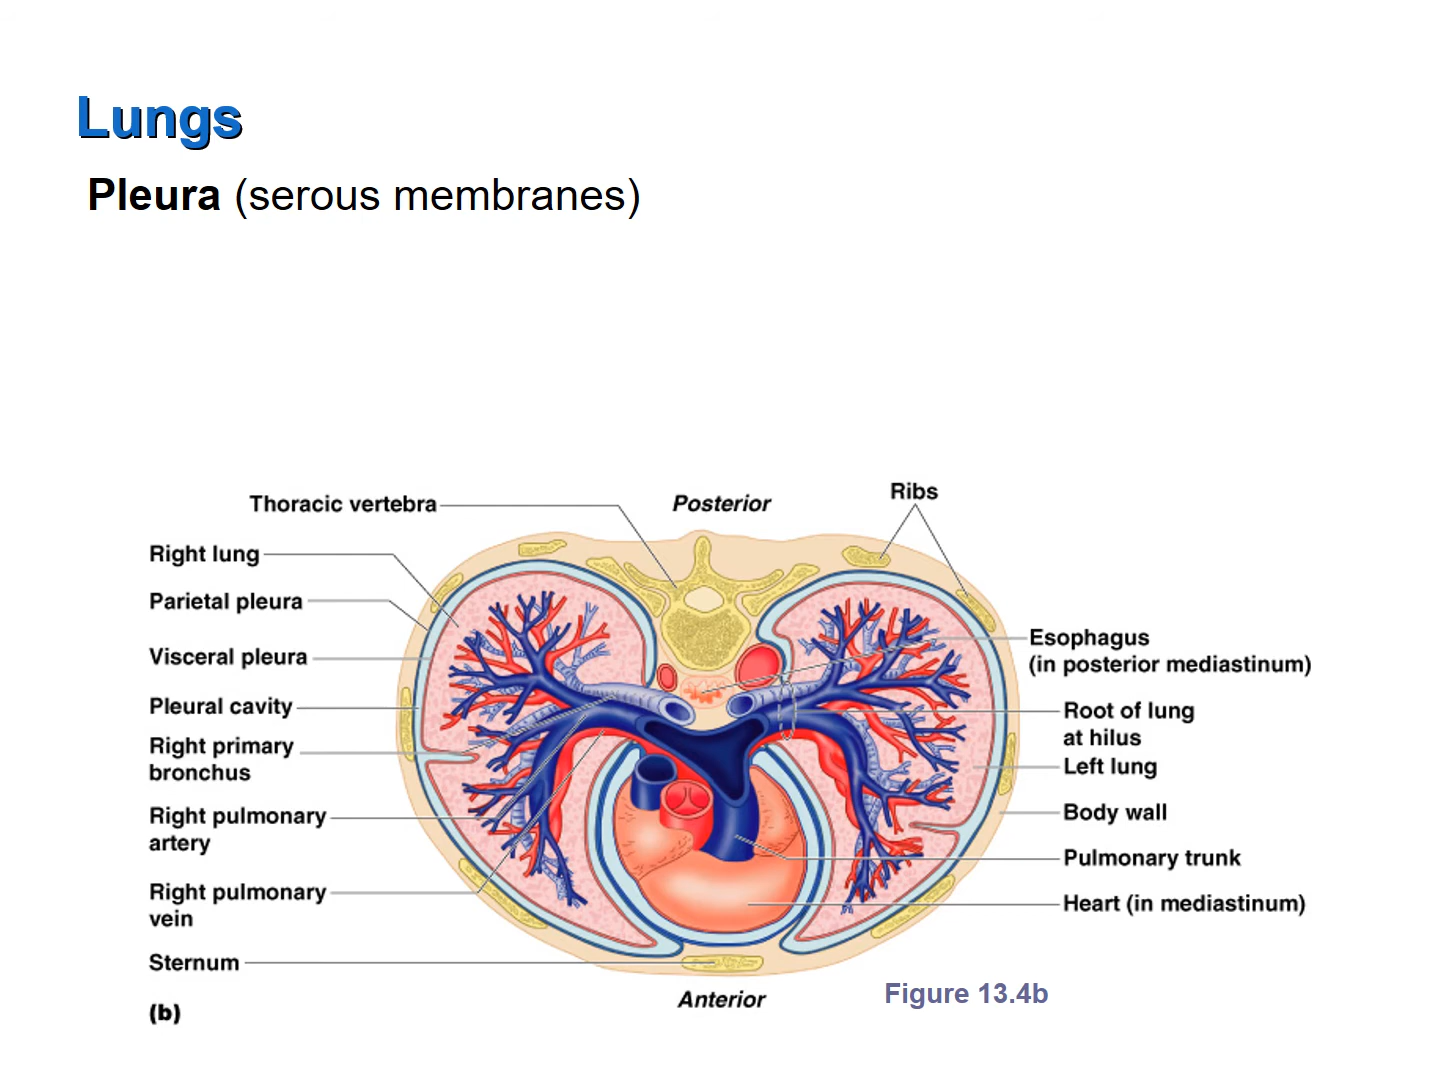 Lungs
Pleura (serous membranes)
Thoracic vertebra
Posterior
Ribs
Right lung
Parietal pleura
Visceral pleura
Pleural cavity
Right primary
bronchus
Right pulmonary
artery
Right pulmonary
vein
Sternum
Esophagus
(in posterior mediastinum)
Root of lung
at hilus
Left lung
Body wall
Pulmonary trunk
Heart (in mediastinum)
Anterior
Figure 13.4b
(b)